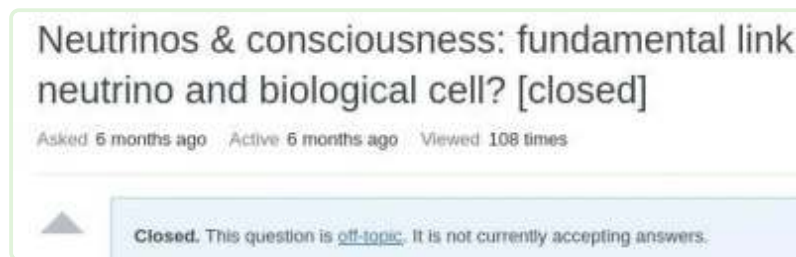 Neutrinos & consciousness: fundamental link
neutrino and biological cell? [closed]
Asked 6 months ago Active 6 months ago Viewed 108 times
Closed. This question is off-topic. It is not currently accepting answers.